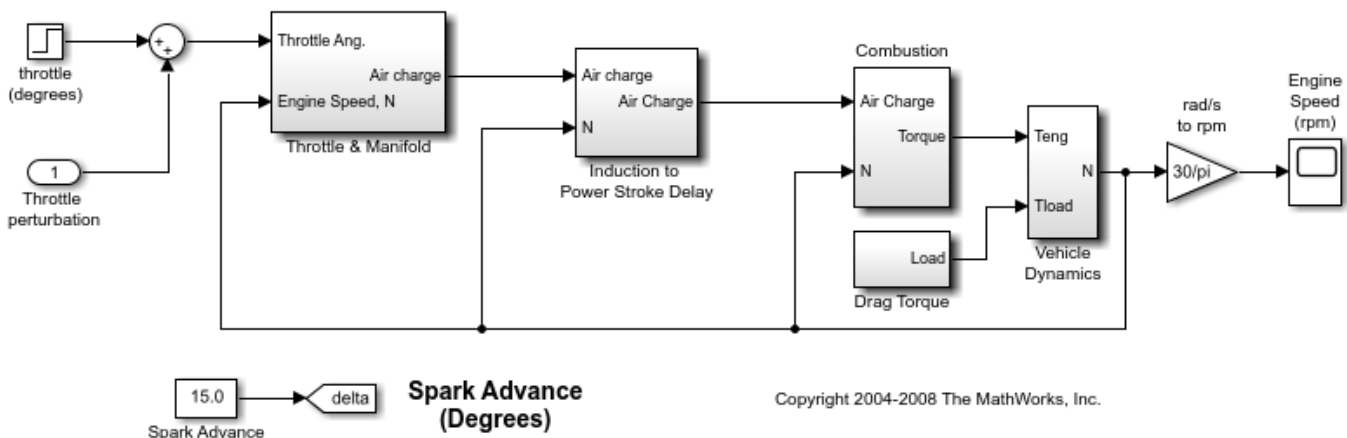 throttle
(degrees)
+
+
1
Throttle
perturbation
Throttle Ang.
Air charge
Engine Speed, N
Throttle & Manifold
Air charge
Air Charge
N
Induction to
Power Stroke Delay
Combustion
Air Charge
Torque
N
Load
Drag Torque
Teng
N
Tload
Vehicle
Dynamics
rad/s
to rpm
30/pi
Engine
Speed
(rpm)
15.0
Spark Advance
delta
Spark Advance
(Degrees)
Copyright 2004-2008 The MathWorks, Inc.